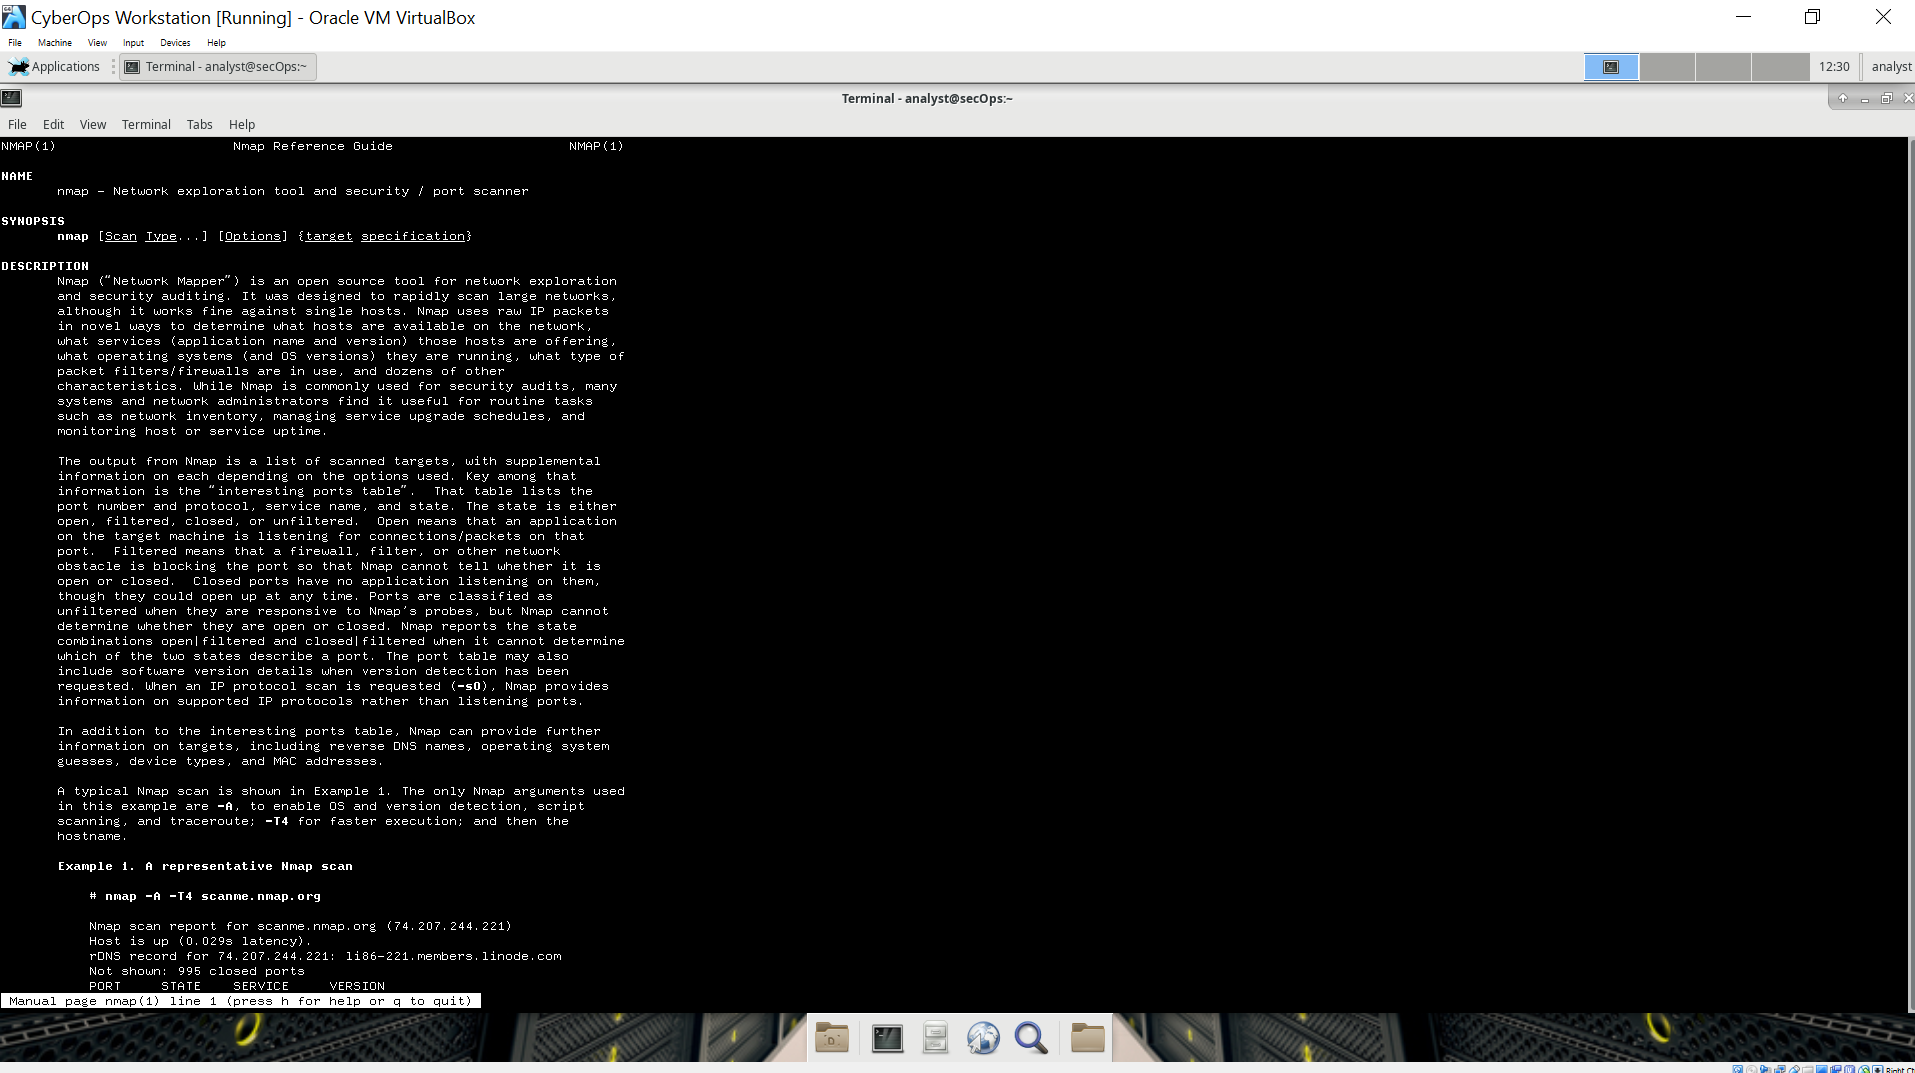 CyberOps Workstation [Running] - Oracle VM VirtualBox
File Machine View Input Devices Help
Applications Terminal - analyst@secOps:~ 12:30 analyst
Terminal - analyst@secOps:~
File Edit View Terminal Tabs Help
NMAP(1) Nmap Reference Guide NMAP(1)
NAME
nmap - Network exploration tool and security / port scanner
SYNOPSIS
nmap [Scan Type...] [Options] {target specification}
DESCRIPTION
Nmap (“Network Mapper”) is an open source tool for network exploration
and security auditing. It was designed to rapidly scan large networks,
although it works fine against single hosts. Nmap uses raw IP packets
in novel ways to determine what hosts are available on the network,
what services (application name and version) those hosts are offering,
what operating systems (and OS versions) they are running, what type of
packet filters/firewalls are in use, and dozens of other
characteristics. While Nmap is commonly used for security audits, many
systems and network administrators find it useful for routine tasks
such as network inventory, managing service upgrade schedules, and
monitoring host or service uptime.
The output from Nmap is a list of scanned targets, with supplemental
information on each depending on the options used. Key among that
information is the “interesting ports table”.  That table lists the
port number and protocol, service name, and state. The state is either
open, filtered, closed, or unfiltered.  Open means that an application
on the target machine is listening for connections/packets on that
port.  Filtered means that a firewall, filter, or other network
obstacle is blocking the port so that Nmap cannot tell whether it is
open or closed.  Closed ports have no application listening on them,
though they could open up at any time. Ports are classified as
unfiltered when they are responsive to Nmap’s probes, but Nmap cannot
determine whether they are open or closed. Nmap reports the state
combinations open|filtered and closed|filtered when it cannot determine
which of the two states describe a port. The port table may also
include software version details when version detection has been
requested. When an IP protocol scan is requested (-sO), Nmap provides
information on supported IP protocols rather than listening ports.
In addition to the interesting ports table, Nmap can provide further
information on targets, including reverse DNS names, operating system
guesses, device types, and MAC addresses.
A typical Nmap scan is shown in Example 1. The only Nmap arguments used
in this example are -A, to enable OS and version detection, script
scanning, and traceroute; -T4 for faster execution; and then the
hostname.
Example 1. A representative Nmap scan
# nmap -A -T4 scanme.nmap.org
Nmap scan report for scanme.nmap.org (74.207.244.221)
Host is up (0.029s latency).
rDNS record for 74.207.244.221: li86-221.members.linode.com
Not shown: 995 closed ports
PORT STATE SERVICE VERSION
Manual page nmap(1) line 1 (press h for help or q to quit)
D
Right Ct